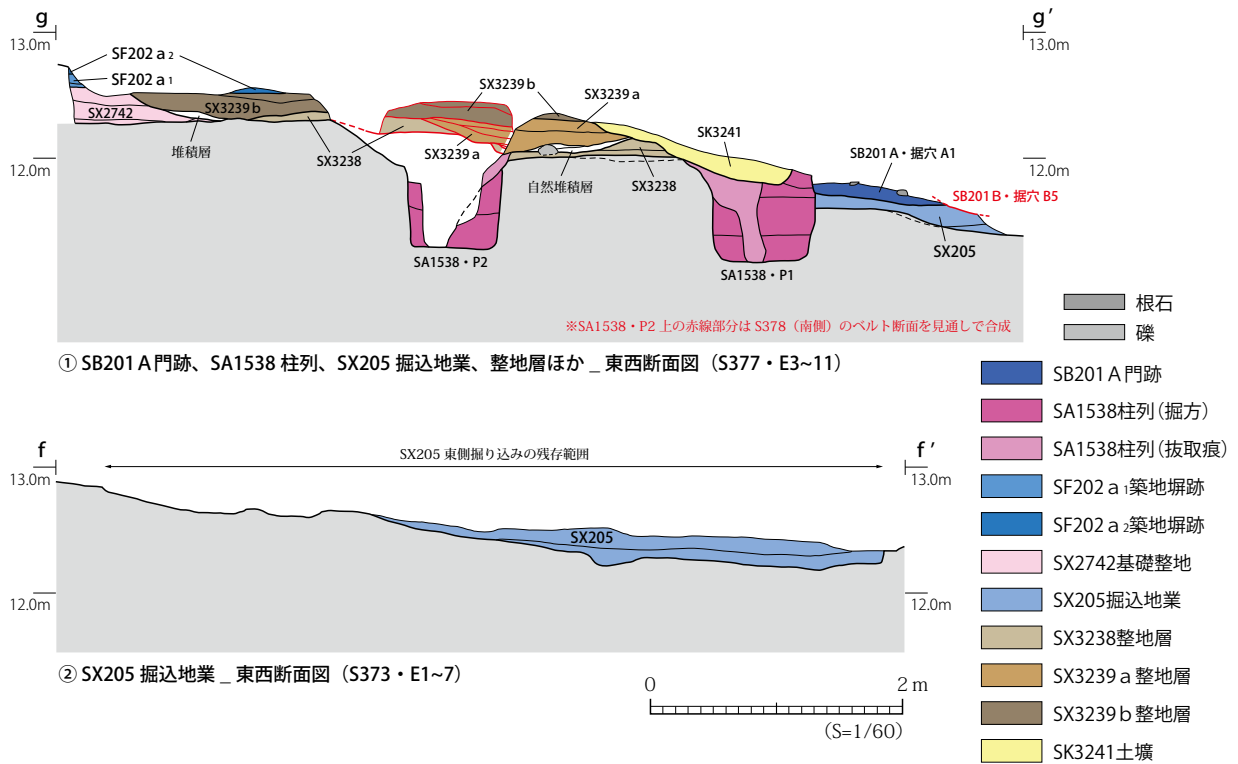 g
g′
13.0m
13.0m
SF202 a 2
SF202 a 1
SX2742
SX3239 b
堆積層
SX3238
SX3239 b
SX3239 a
SX3239 a
自然堆積層
SX3238
SK3241
12.0m
12.0m
SB201 A・据穴 A1
SB201 B・据穴 B5
SX205
SA1538・P2
SA1538・P1
※SA1538・P2 上の赤線部分は S378（南側）のベルト断面を見通しで合成
① SB201 A 門跡、SA1538 柱列、SX205 掘込地業、整地層ほか _ 東西断面図（S377・E3~11）
f
f ′
SX205 東側掘り込みの残存範囲
13.0m
13.0m
SX205
12.0m
12.0m
② SX205 掘込地業 _ 東西断面図（S373・E1~7）
0
2 m
(S=1/60)
根石
礫
SB201 A 門跡
SA1538柱列（掘方）
SA1538柱列（抜取痕）
SF202 a 1築地塀跡
SF202 a 2築地塀跡
SX2742基礎整地
SX205掘込地業
SX3238整地層
SX3239 a 整地層
SX3239 b 整地層
SK3241土壙